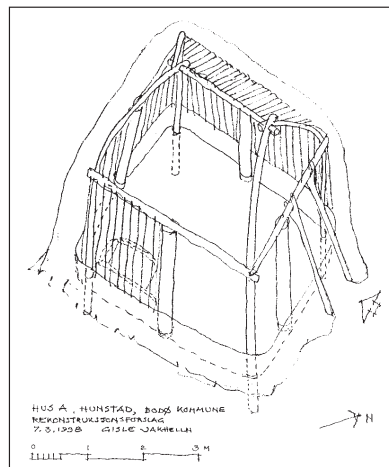 HUS A, HUNSTAD, BODØ KOMMUNE
REKONSTRUKSJONSFORSLAG
7.3.1998 GISLE JAKHELLN
N
0 1 2 3 M